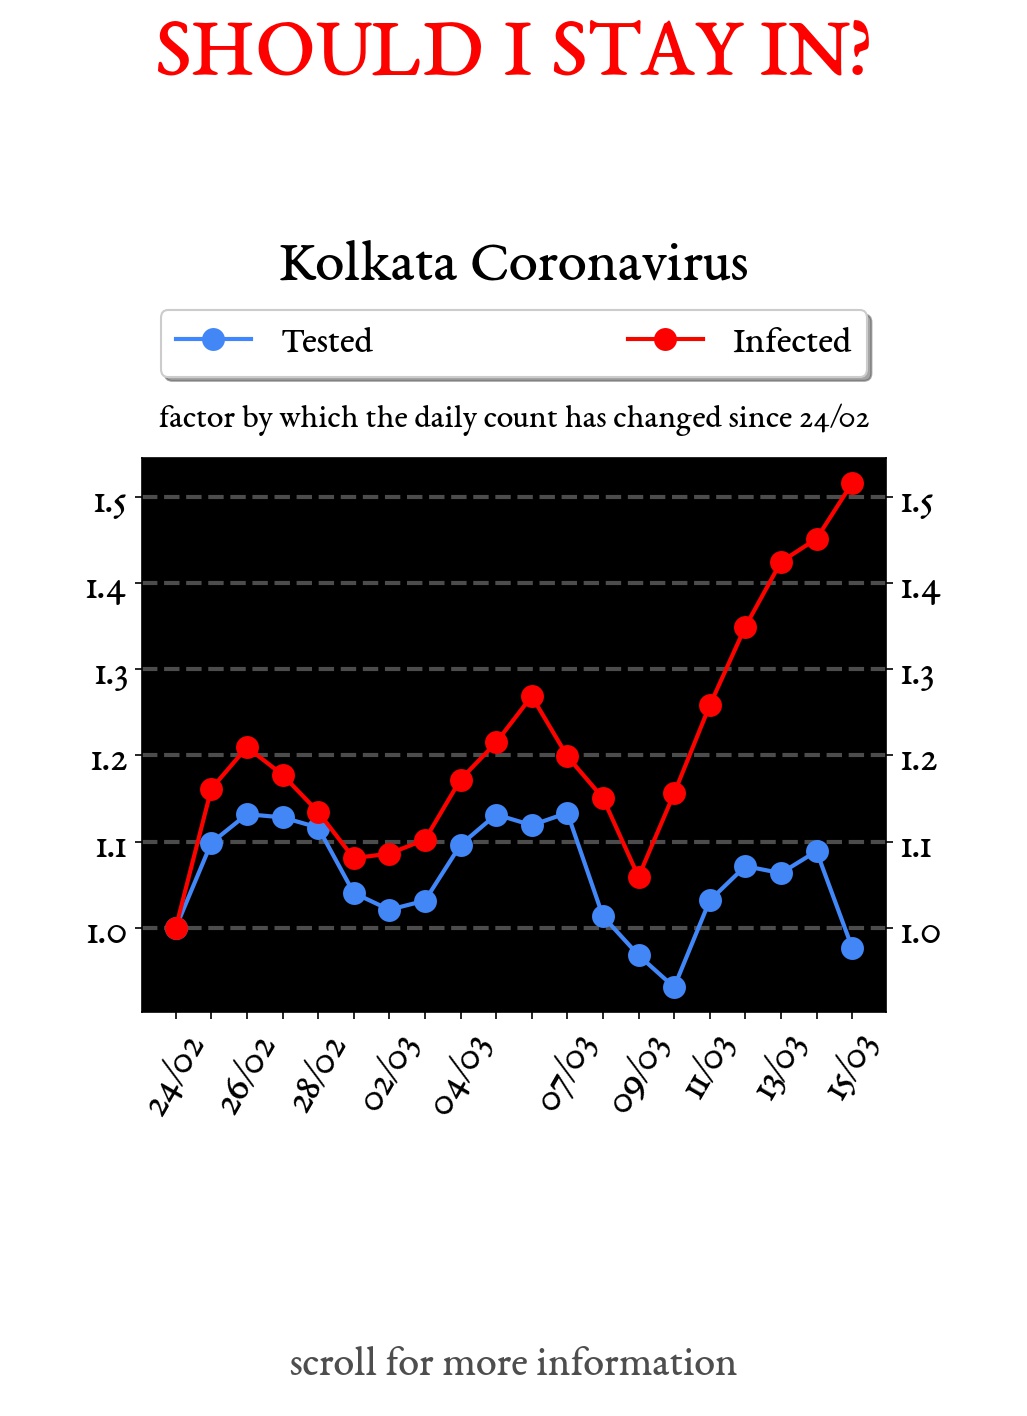 SHOULD I STAY IN?
Kolkata Coronavirus
Tested Infected
factor by which the daily count has changed since 24/02
1.5 1.5
1.4 1.4
1.3 1.3
1.2 1.2
1.1 1.1
1.0 1.0
24/02 26/02 28/02 02/03 04/03 07/03 09/03 11/03 13/03 15/03
scroll for more information